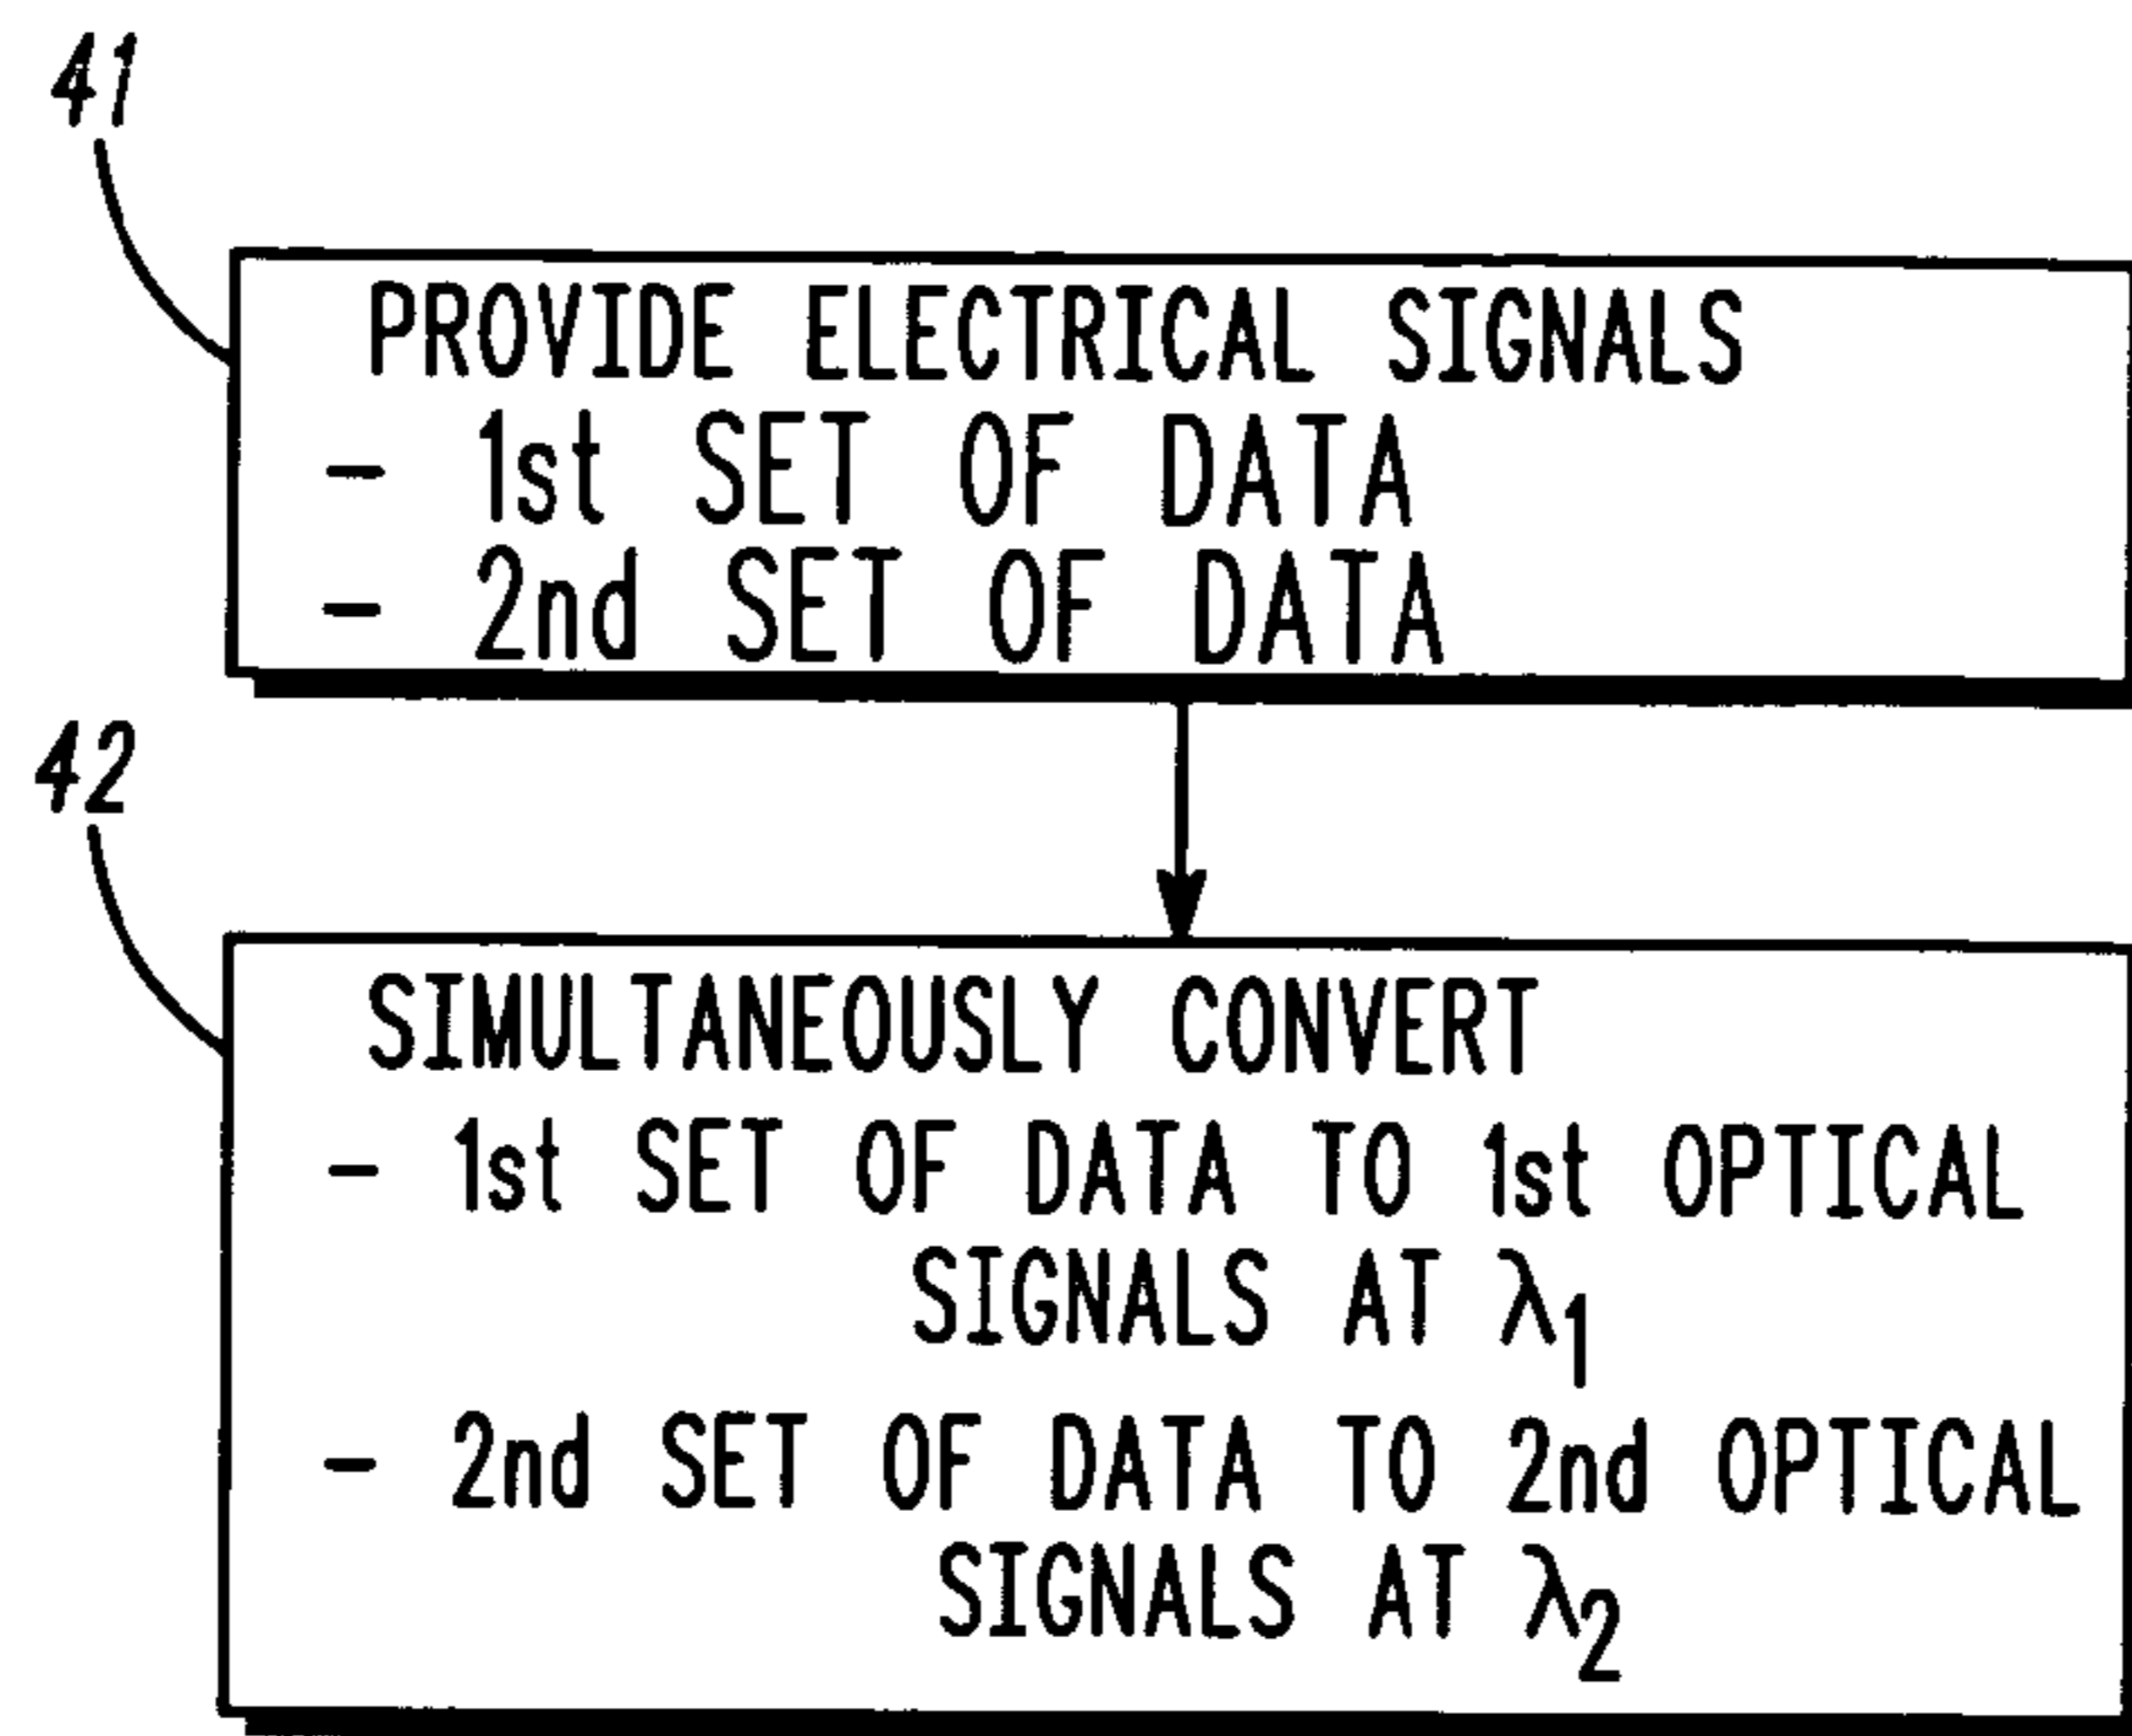 41
PROVIDE ELECTRICAL SIGNALS
- 1st SET OF DATA
- 2nd SET OF DATA
42
SIMULTANEOUSLY CONVERT
- 1st SET OF DATA TO 1st OPTICAL
SIGNALS AT λ₁
- 2nd SET OF DATA TO 2nd OPTICAL
SIGNALS AT λ₂